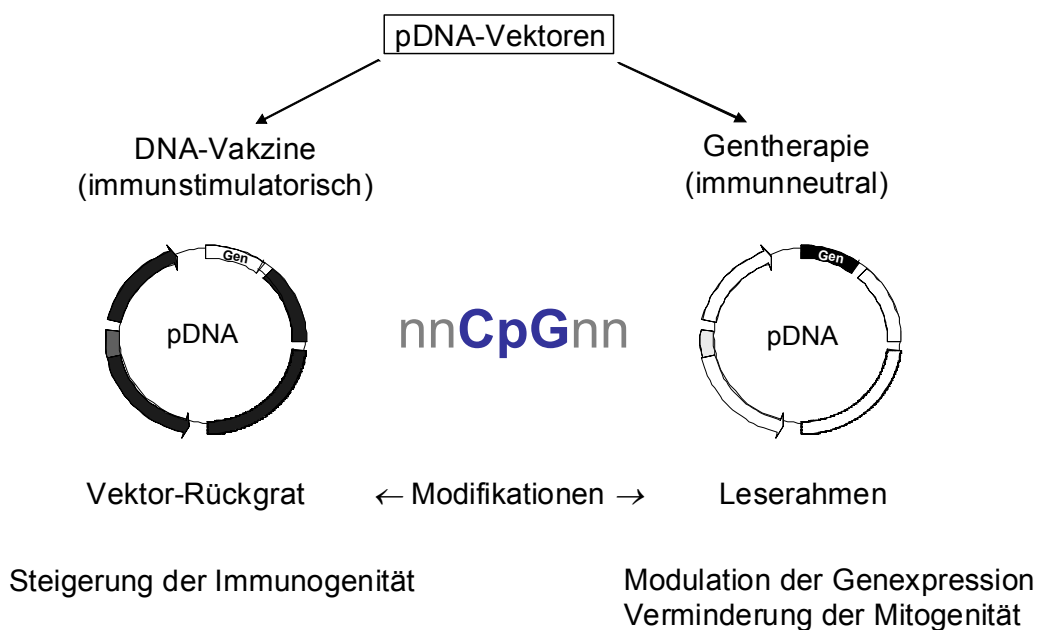 pDNA-Vektoren
DNA-Vakzine
(immunstimulatorisch)
Gentherapie
(immunneutral)
Gen
pDNA
nnCpGnn
Gen
pDNA
Vektor-Rückgrat
← Modifikationen →
Leserahmen
Steigerung der Immunogenität
Modulation der Genexpression
Verminderung der Mitogenität